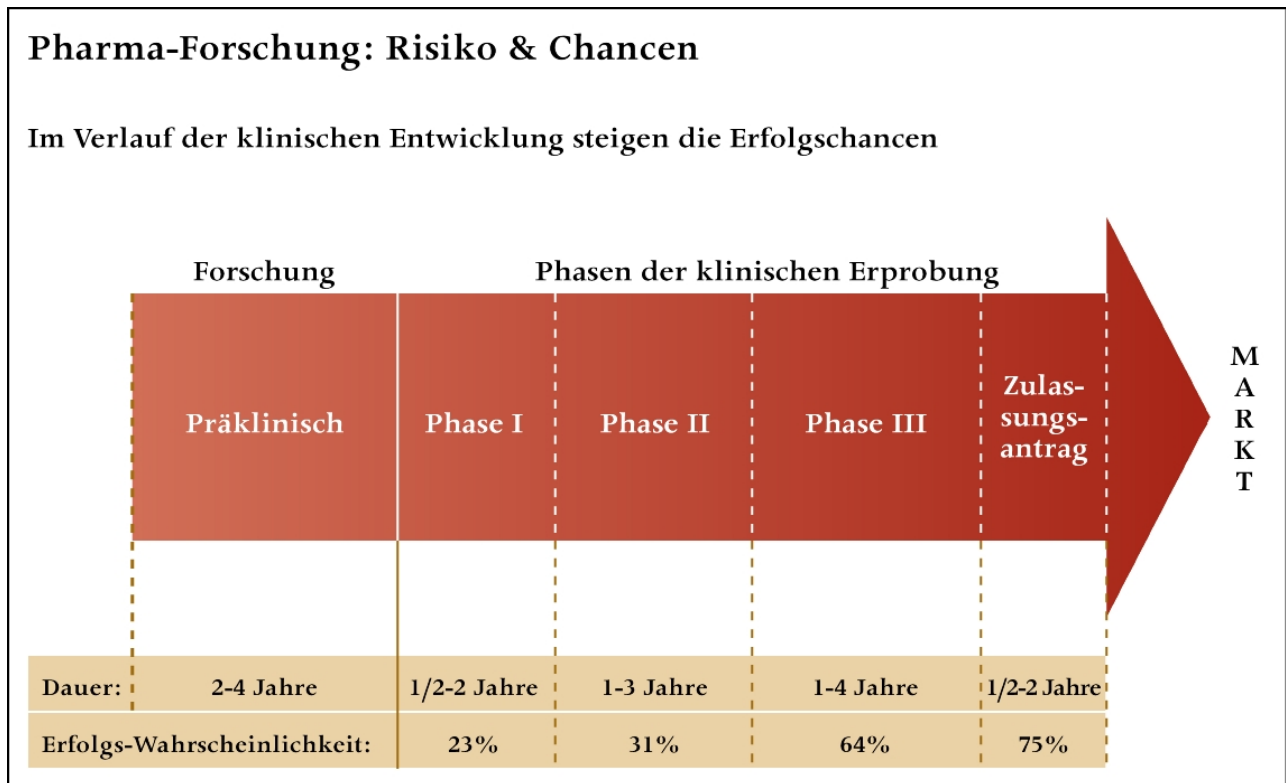 Pharma-Forschung: Risiko & Chancen
Im Verlauf der klinischen Entwicklung steigen die Erfolgschancen
Forschung
Phasen der klinischen Erprobung
Präklinisch
Phase I
Phase II
Phase III
Zulas-
sungs-
antrag
M
A
R
K
T
Dauer: 2-4 Jahre 1/2-2 Jahre 1-3 Jahre 1-4 Jahre 1/2-2 Jahre
Erfolgs-Wahrscheinlichkeit: 23% 31% 64% 75%